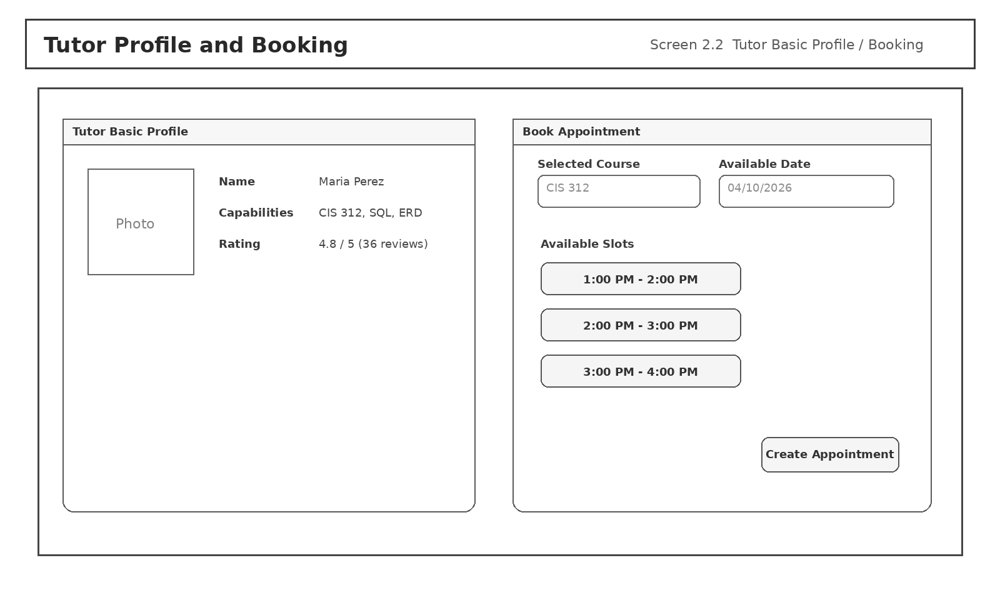 Tutor Profile and Booking
Screen 2.2  Tutor Basic Profile / Booking
Tutor Basic Profile
Photo
Name Maria Perez
Capabilities CIS 312, SQL, ERD
Rating 4.8 / 5 (36 reviews)
Book Appointment
Selected Course Available Date
CIS 312 04/10/2026
Available Slots
1:00 PM - 2:00 PM
2:00 PM - 3:00 PM
3:00 PM - 4:00 PM
Create Appointment